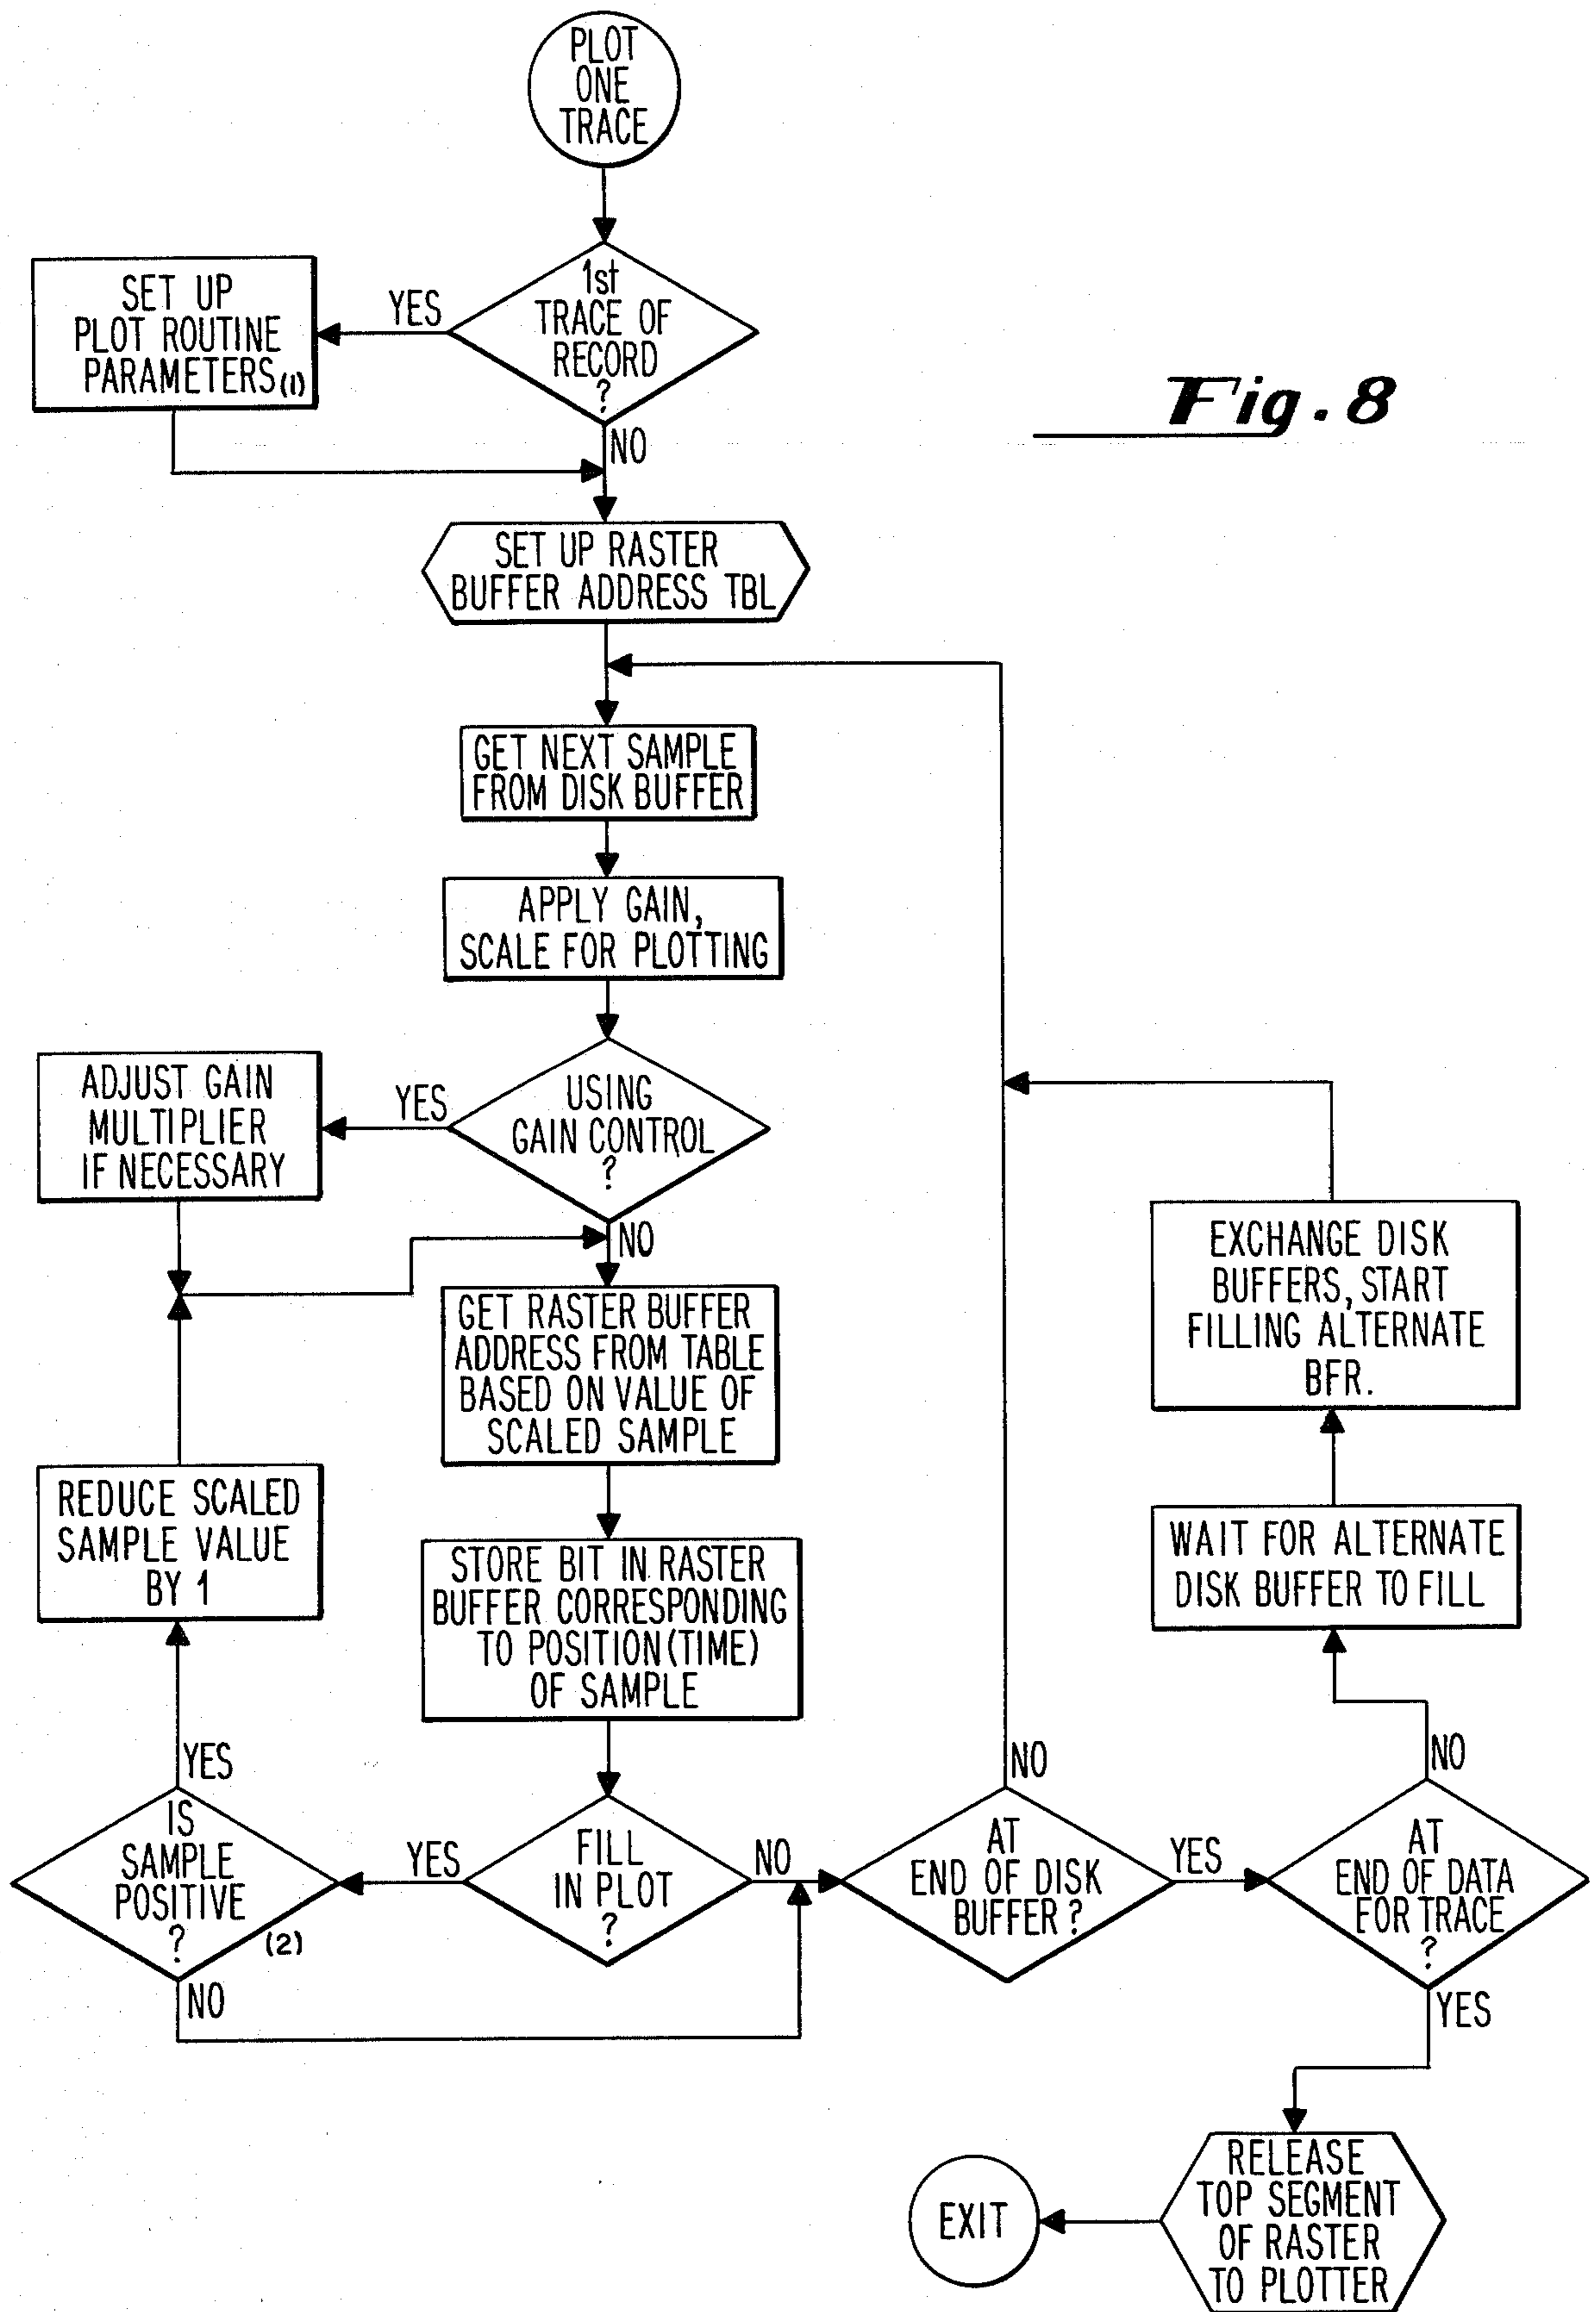 PLOT
ONE
TRACE
1st
TRACE OF
RECORD
?
YES
SET UP
PLOT ROUTINE
PARAMETERS (1)
NO
Fig. 8
SET UP RASTER
BUFFER ADDRESS TBL
GET NEXT SAMPLE
FROM DISK BUFFER
APPLY GAIN,
SCALE FOR PLOTTING
USING
GAIN CONTROL
?
YES
ADJUST GAIN
MULTIPLIER
IF NECESSARY
NO
GET RASTER BUFFER
ADDRESS FROM TABLE
BASED ON VALUE OF
SCALED SAMPLE
STORE BIT IN RASTER
BUFFER CORRESPONDING
TO POSITION (TIME)
OF SAMPLE
FILL
IN PLOT
?
YES
NO
IS
SAMPLE
POSITIVE
?
(2)
YES
NO
REDUCE SCALED
SAMPLE VALUE
BY 1
AT
END OF DISK
BUFFER ?
NO
YES
AT
END OF DATA
FOR TRACE
?
NO
YES
WAIT FOR ALTERNATE
DISK BUFFER TO FILL
EXCHANGE DISK
BUFFERS, START
FILLING ALTERNATE
BFR.
RELEASE
TOP SEGMENT
OF RASTER
TO PLOTTER
EXIT